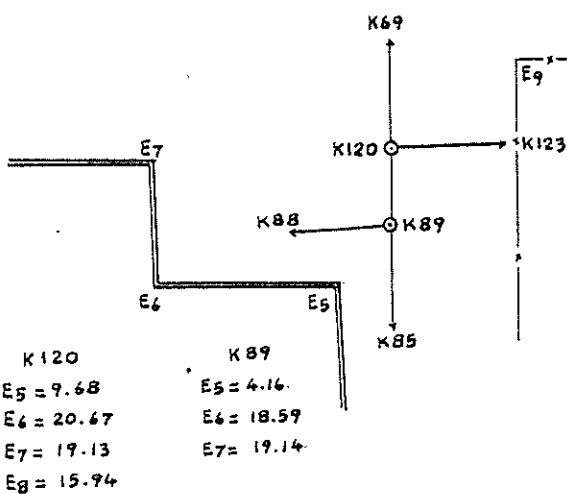 K69
E9
E7
K120
K123
K88
K89
E6
E5
K85
K120
E5 = 9.68
E6 = 20.67
E7 = 19.13
E8 = 15.94
K89
E5 = 4.16
E6 = 18.59
E7 = 19.14